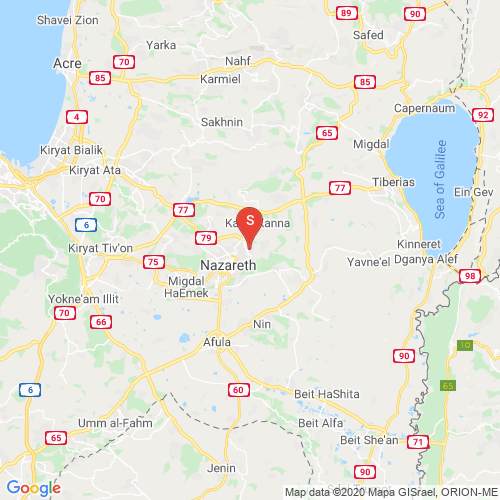 Shavei Zion
89
Safed
90
Yarka
70
Nahf
Acre
85
Karmiel
85
Capernaum
4
Sakhnin
65
92
Kiryat Bialik
Migdal
Kiryat Ata
Sea of Galilee
70
77
Tiberias
Ein Gev
77
6
S
79
Kinneret
Kiryat Tiv'on
75
Nazareth
Yavne'el
Dganya Alef
98
Migdal
HaEmek
Yokne'am Illit
70
66
Nin
Afula
10
90
6
60
65
Beit HaShita
Umm al-Fahm
Beit Alfa
65
Beit She'an
71
Jenin
90
Google
Map data ©2020 Mapa GISrael, ORION-ME